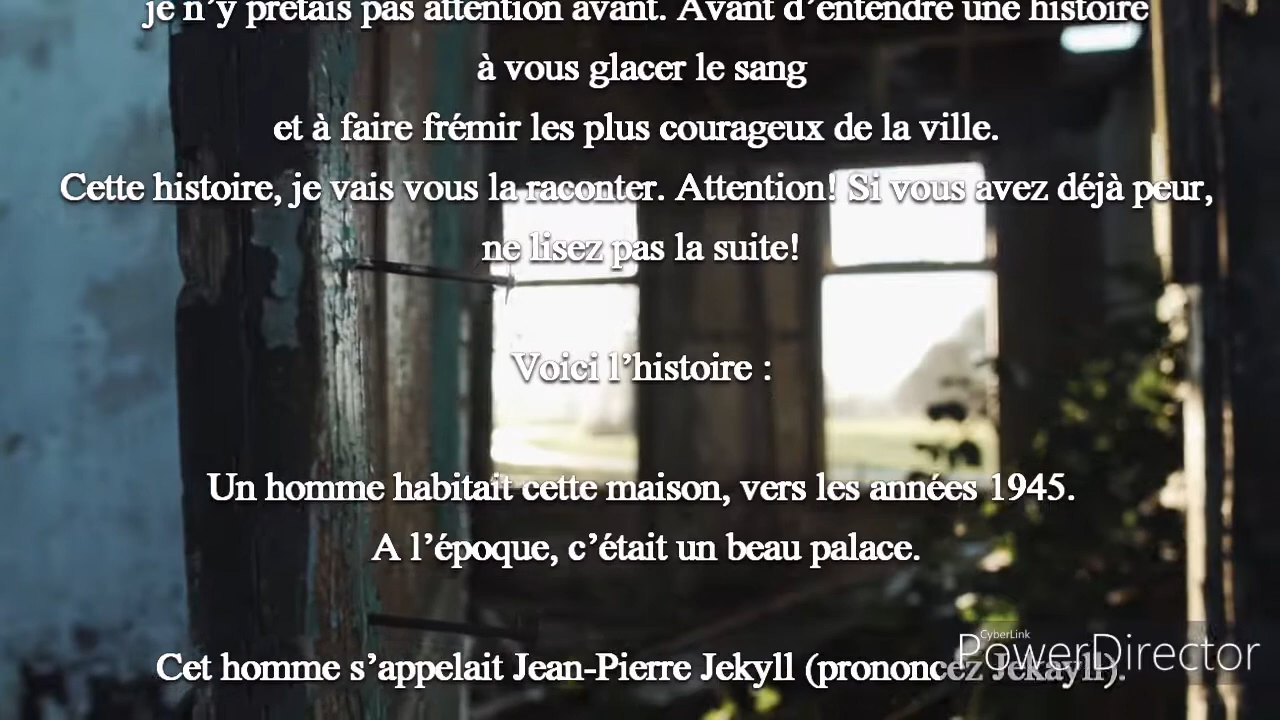 je n’y prêtais pas attention avant. Avant d’entendre une histoire
à vous glacer le sang
et à faire frémir les plus courageux de la ville.
Cette histoire, je vais vous la raconter. Attention! Si vous avez déjà peur,
ne lisez pas la suite!
Voici l’histoire :
Un homme habitait cette maison, vers les années 1945.
A l’époque, c’était un beau palace.
Cet homme s’appelait Jean-Pierre Jekyll (prononcez Jekayll).
CyberLink
PowerDirector